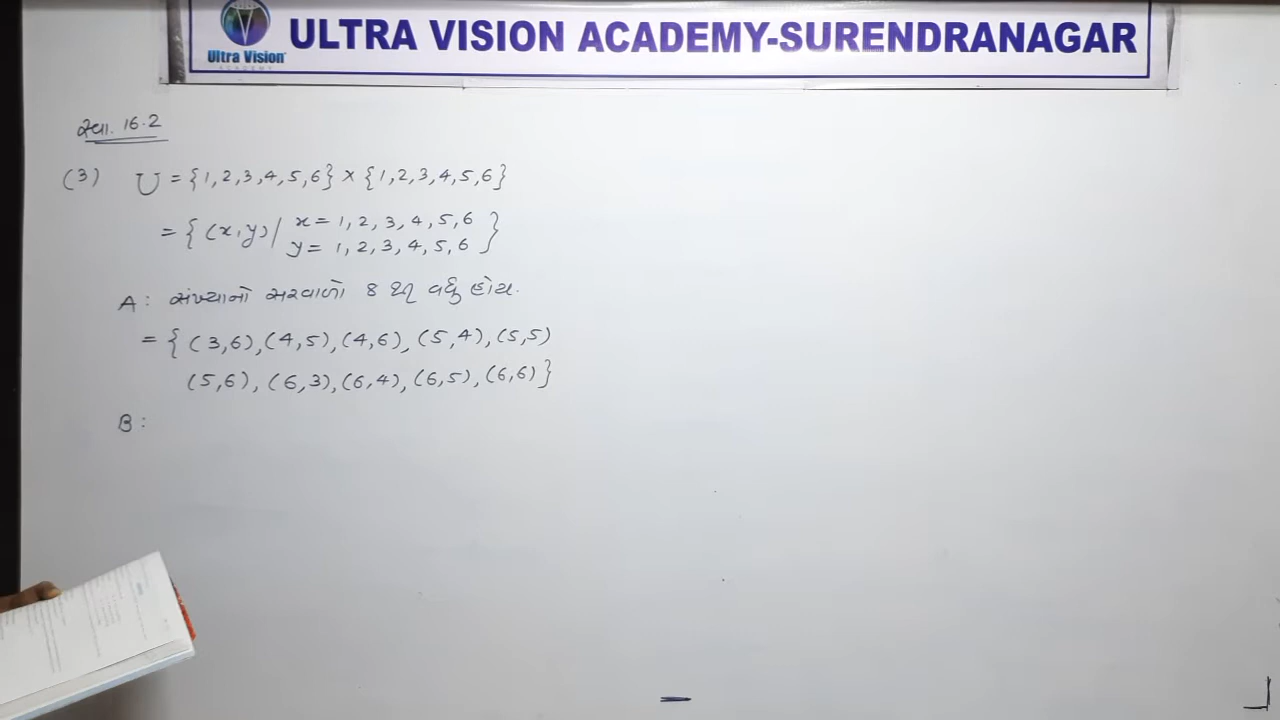 ULTRA VISION ACADEMY-SURENDRANAGAR
Ultra Vision
ACADEMY
સ્વા. 16.2
(3) U = {1, 2, 3, 4, 5, 6} × {1, 2, 3, 4, 5, 6}
= { (x, y) / x = 1, 2, 3, 4, 5, 6
y = 1, 2, 3, 4, 5, 6 }
A : સંખ્યાનો સરવાળો 8 થી વધુ હોય.
= { (3,6), (4,5), (4,6), (5,4), (5,5)
(5,6), (6,3), (6,4), (6,5), (6,6) }
B :